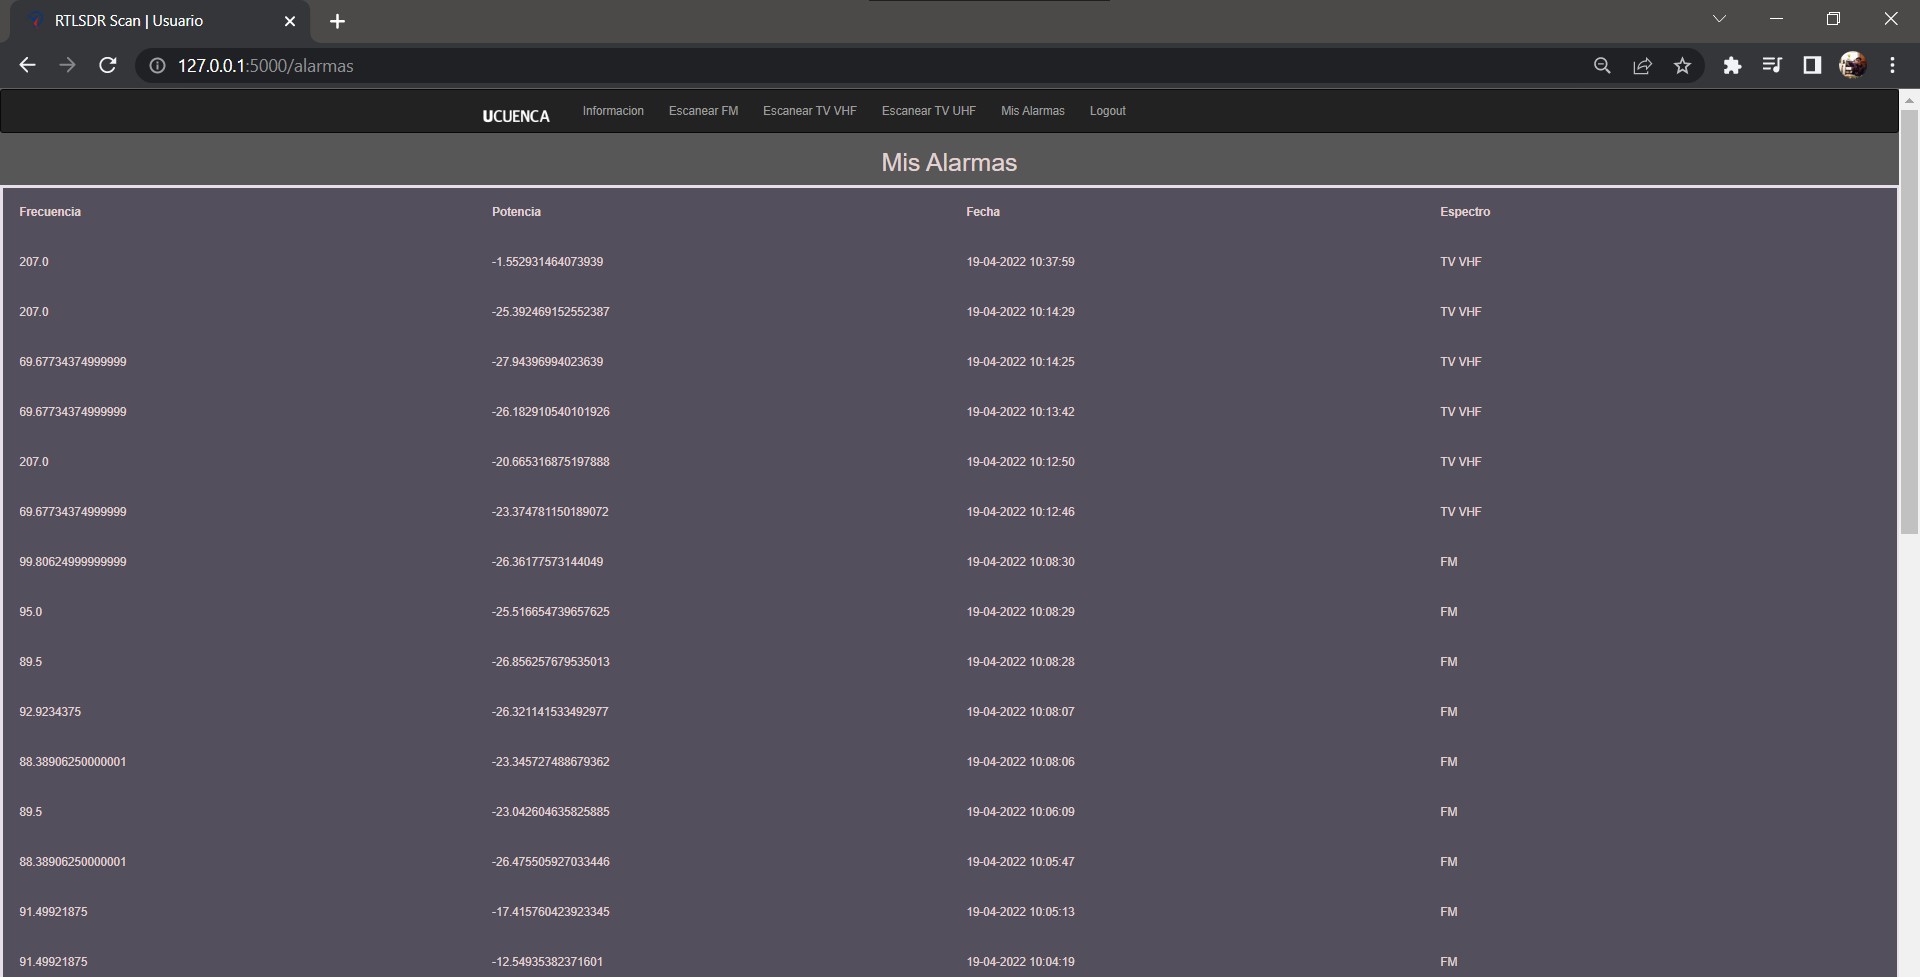 RTLSDR Scan | Usuario
127.0.0.1:5000/alarmas
UCUENCA Informacion Escanear FM Escanear TV VHF Escanear TV UHF Mis Alarmas Logout
Mis Alarmas
Frecuencia Potencia Fecha Espectro
207.0 -1.552931464073939 19-04-2022 10:37:59 TV VHF
207.0 -25.392469152552387 19-04-2022 10:14:29 TV VHF
69.67734374999999 -27.94396994023639 19-04-2022 10:14:25 TV VHF
69.67734374999999 -26.182910540101926 19-04-2022 10:13:42 TV VHF
207.0 -20.665316875197888 19-04-2022 10:12:50 TV VHF
69.67734374999999 -23.374781150189072 19-04-2022 10:12:46 TV VHF
99.80624999999999 -26.36177573144049 19-04-2022 10:08:30 FM
95.0 -25.516654739657625 19-04-2022 10:08:29 FM
89.5 -26.856257679535013 19-04-2022 10:08:28 FM
92.9234375 -26.321141533492977 19-04-2022 10:08:07 FM
88.38906250000001 -23.345727488679362 19-04-2022 10:08:06 FM
89.5 -23.042604635825885 19-04-2022 10:06:09 FM
88.38906250000001 -26.475505927033446 19-04-2022 10:05:47 FM
91.49921875 -17.415760423923345 19-04-2022 10:05:13 FM
91.49921875 -12.54935382371601 19-04-2022 10:04:19 FM